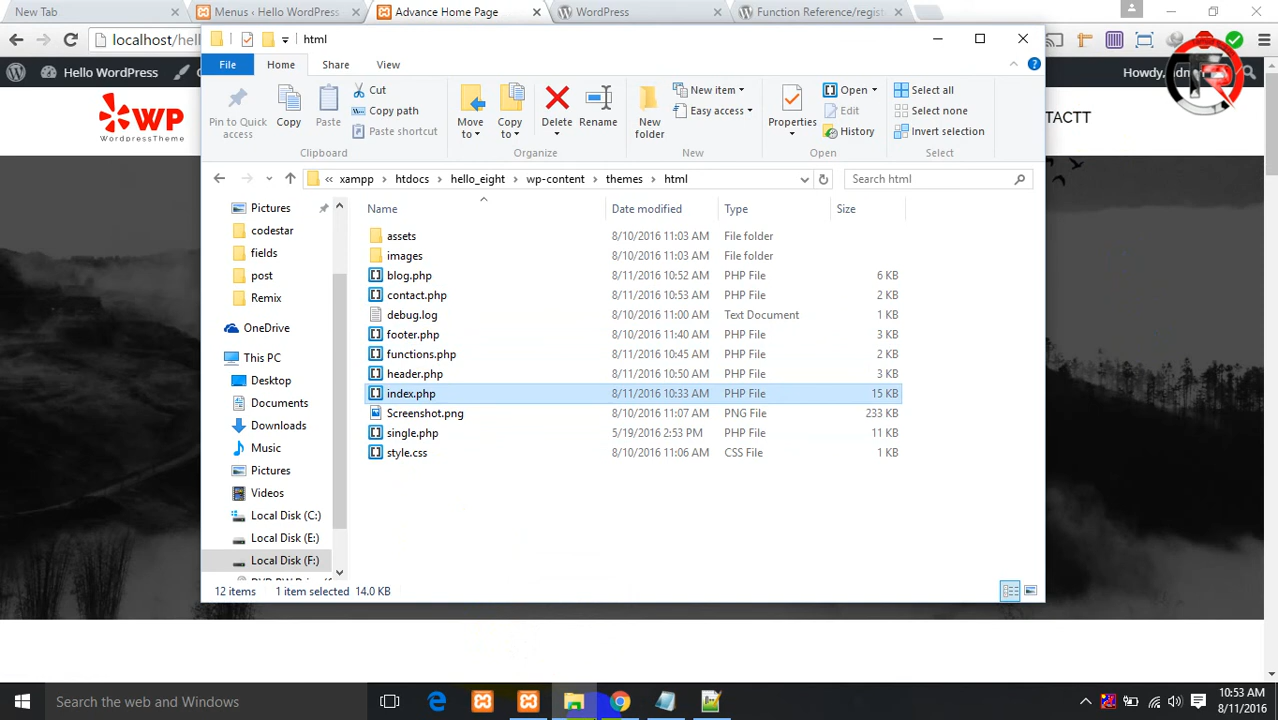 New Tab
Menus ‹ Hello WordPress
Advance Home Page
WordPress
Function Reference/regist
localhost/hell
html
File
Home
Share
View
Hello WordPress
Howdy, admin
WP
WordpressTheme
TACTT
Pin to Quick access
Copy
Paste
Cut
Copy path
Paste shortcut
Move to
Copy to
Delete
Rename
New folder
New item
Easy access
Properties
Open
Edit
History
Select all
Select none
Invert selection
Clipboard
Organize
New
Open
Select
« xampp › htdocs › hello_eight › wp-content › themes › html
Search html
Name Date modified Type Size
Pictures
codestar
fields
post
Remix
OneDrive
This PC
Desktop
Documents
Downloads
Music
Pictures
Videos
Local Disk (C:)
Local Disk (E:)
Local Disk (F:)
assets 8/10/2016 11:03 AM File folder
images 8/10/2016 11:03 AM File folder
blog.php 8/11/2016 10:52 AM PHP File 6 KB
contact.php 8/11/2016 10:53 AM PHP File 2 KB
debug.log 8/10/2016 11:00 AM Text Document 1 KB
footer.php 8/10/2016 11:40 AM PHP File 3 KB
functions.php 8/11/2016 10:45 AM PHP File 2 KB
header.php 8/11/2016 10:50 AM PHP File 3 KB
index.php 8/11/2016 10:33 AM PHP File 15 KB
Screenshot.png 8/10/2016 11:07 AM PNG File 233 KB
single.php 5/19/2016 2:53 PM PHP File 11 KB
style.css 8/10/2016 11:06 AM CSS File 1 KB
12 items 1 item selected 14.0 KB
Search the web and Windows
10:53 AM
8/11/2016